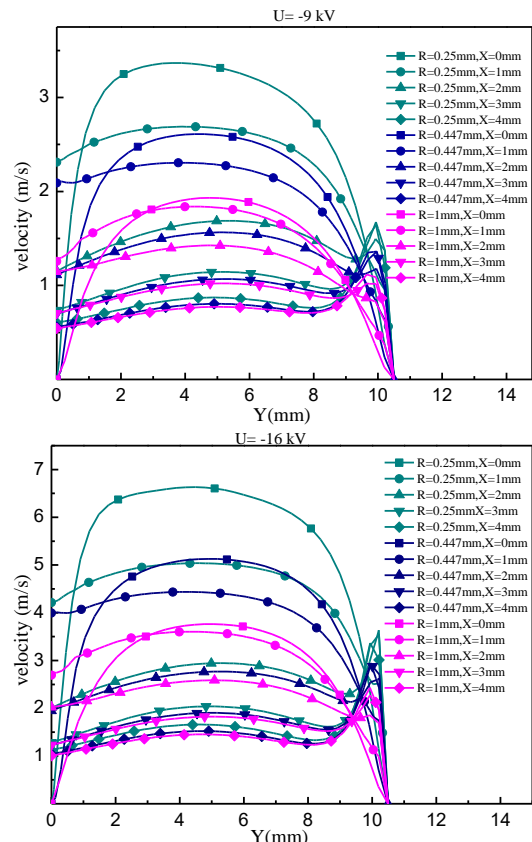 U= -9 kV
3
2
1
velocity (m/s)
R=0.25mm,X=0mm
R=0.25mm,X=1mm
R=0.25mm,X=2mm
R=0.25mm,X=3mm
R=0.25mm,X=4mm
R=0.447mm,X=0mm
R=0.447mm,X=1mm
R=0.447mm,X=2mm
R=0.447mm,X=3mm
R=0.447mm,X=4mm
R=1mm,X=0mm
R=1mm,X=1mm
R=1mm,X=2mm
R=1mm,X=3mm
R=1mm,X=4mm
0 2 4 6 8 10 12 14
Y(mm)
U= -16 kV
7
6
5
4
3
2
1
velocity (m/s)
R=0.25mm,X=0mm
R=0.25mm,X=1mm
R=0.25mm,X=2mm
R=0.25mmX=3mm
R=0.25mm,X=4mm
R=0.447mm,X=0mm
R=0.447mm,X=1mm
R=0.447mm,X=2mm
R=0.447mm,X=3mm
R=0.447mm,X=4mm
R=1mm,X=0mm
R=1mm,X=1mm
R=1mm,X=2mm
R=1mm,X=3mm
R=1mm,X=4mm
0 2 4 6 8 10 12 14
Y(mm)